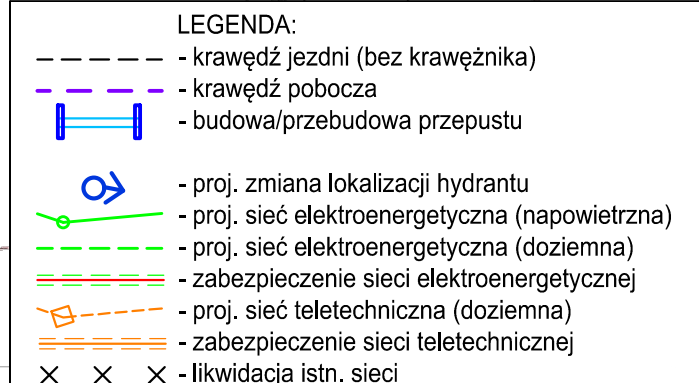 LEGENDA:
- krawędź jezdni (bez krawężnika)
- krawędź pobocza
- budowa/przebudowa przepustu
- proj. zmiana lokalizacji hydrantu
- proj. sieć elektroenergetyczna (napowietrzna)
- proj. sieć elektroenergetyczna (doziemna)
- zabezpieczenie sieci elektroenergetycznej
- proj. sieć teletechniczna (doziemna)
- zabezpieczenie sieci teletechnicznej
- likwidacja istn. sieci